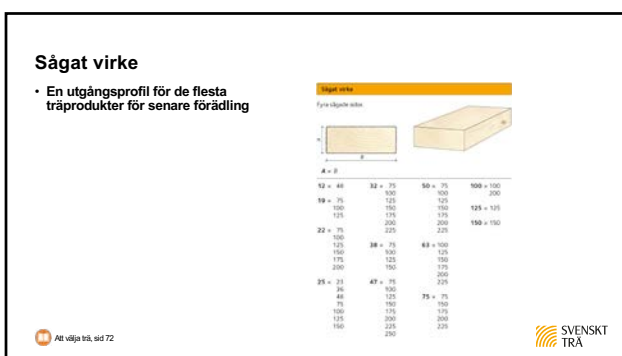 Sågat virke
• En utgångsprofil för de flesta
träprodukter för senare förädling
Sågat virke
Fyra sågade sidor
A
B
A × B
12 × 48
19 × 75
100
125
22 × 75
100
125
150
175
200
25 × 23
36
48
75
100
125
150
32 × 75
100
125
150
175
200
225
38 × 75
100
125
150
47 × 75
100
125
150
175
200
225
250
50 × 75
100
125
150
175
200
225
63 × 100
125
150
175
200
225
75 × 75
150
175
200
225
100 × 100
200
125 × 125
150 × 150
Att välja trä, sid 72
SVENSKT
TRÄ